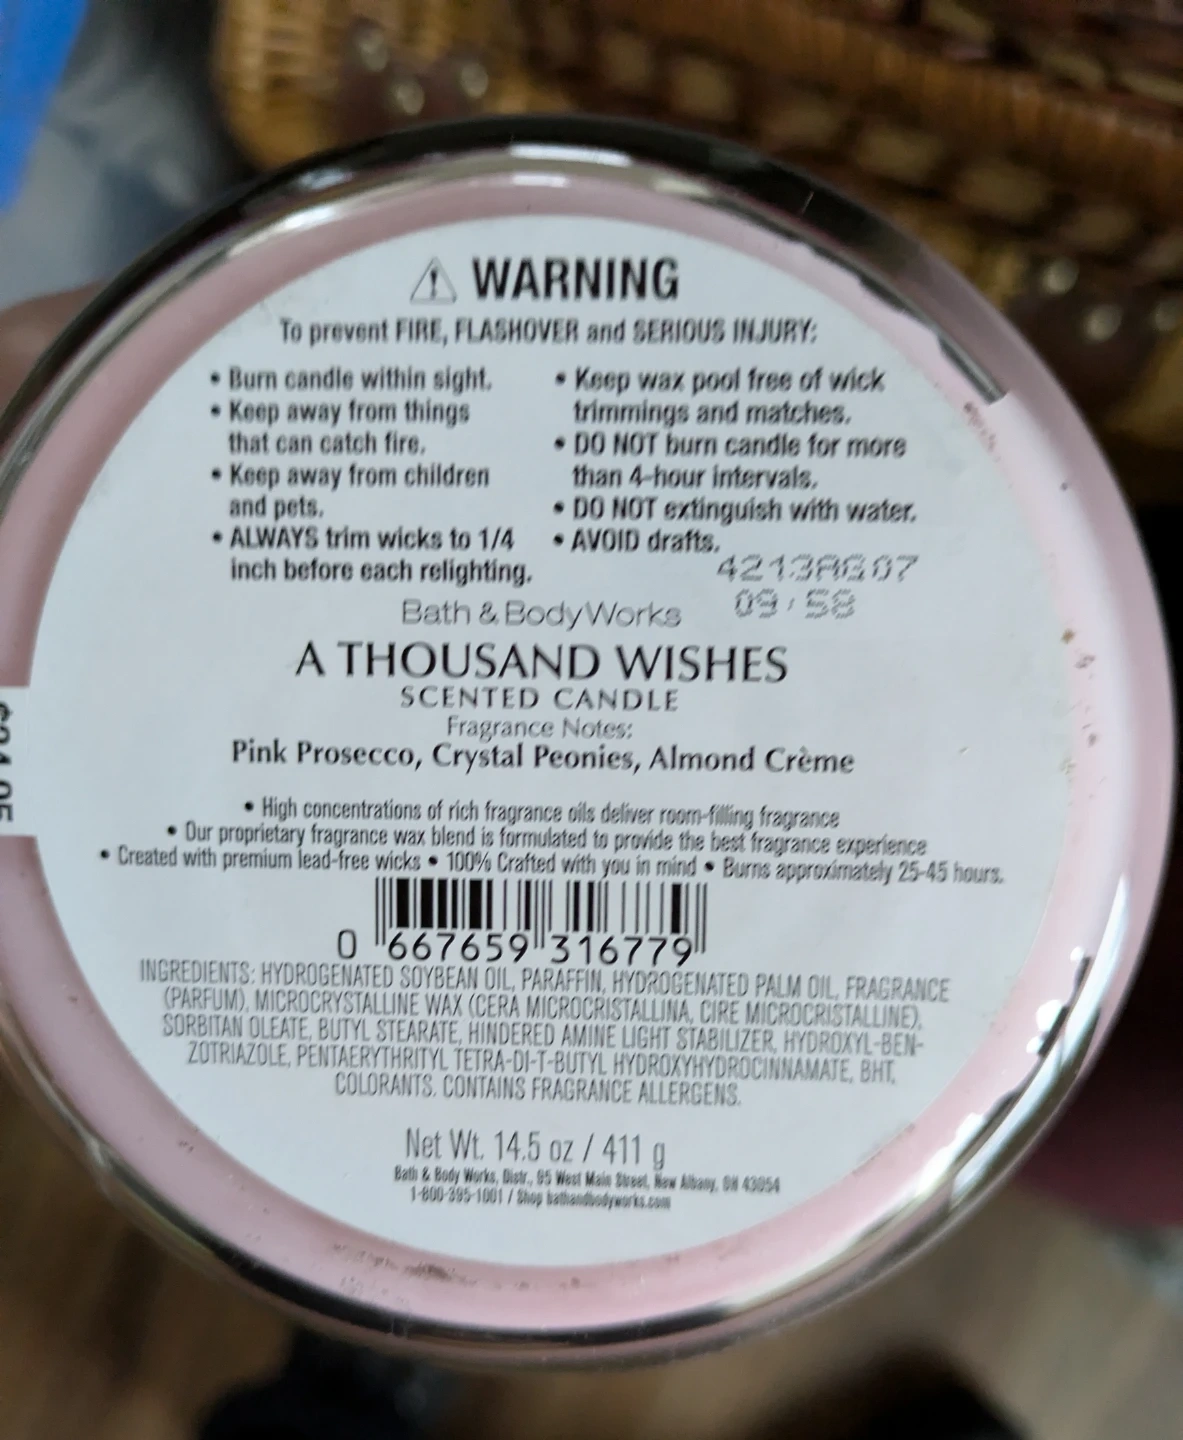 WARNING
To prevent FIRE, FLASHOVER and SERIOUS INJURY:
• Burn candle within sight.
• Keep away from things
that can catch fire.
• Keep away from children
and pets.
• ALWAYS trim wicks to 1/4
inch before each relighting.
• Keep wax pool free of wick
trimmings and matches.
• DO NOT burn candle for more
than 4-hour intervals.
• DO NOT extinguish with water.
• AVOID drafts.
Bath & Body Works
A THOUSAND WISHES
SCENTED CANDLE
Fragrance Notes:
Pink Prosecco, Crystal Peonies, Almond Crème
• High concentrations of rich fragrance oils deliver room-filling fragrance
• Our proprietary fragrance wax blend is formulated to provide the best fragrance experience
• Created with premium lead-free wicks • 100% Crafted with you in mind • Burns approximately 25-45 hours.
0 667659 316779
INGREDIENTS: HYDROGENATED SOYBEAN OIL, PARAFFIN, HYDROGENATED PALM OIL, FRAGRANCE
(PARFUM), MICROCRYSTALLINE WAX (CERA MICROCRISTALLINA, CIRE MICROCRISTALLINE),
SORBITAN OLEATE, BUTYL STEARATE, HINDERED AMINE LIGHT STABILIZER, HYDROXYL-BEN-
ZOTRIAZOLE, PENTAERYTHRITYL TETRA-DI-T-BUTYL HYDROXYHYDROCINNAMATE, BHT,
COLORANTS. CONTAINS FRAGRANCE ALLERGENS.
Net Wt. 14.5 oz / 411 g
Bath & Body Works, Distr., 95 West Main Street, New Albany, OH 43054
1-800-395-1001 / Shop bathandbodyworks.com